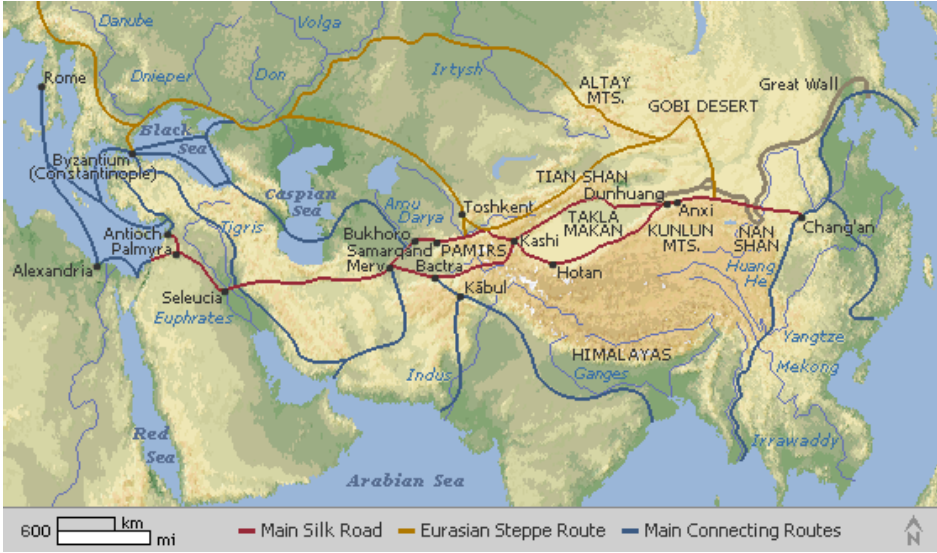 Danube
Volga
Rome
Dnieper
Don
Irtysh
ALTAY
MTS.
Great Wall
GOBI DESERT
Black
Sea
Byzantium
(Constantinople)
Caspian
Sea
TIAN SHAN
Dunhuang
Anxi
Amu
Darya
Toshkent
TAKLA
MAKAN
Tigris
Antioch
Palmyra
Bukhoro
Samarqand
PAMIRS
Kashi
KUNLUN
MTS.
NAN
SHAN
Chang'an
Alexandria
Merv
Bactra
Hotan
Huang
He
Seleucia
Kābul
Euphrates
Yangtze
HIMALAYAS
Indus
Ganges
Mekong
Red
Sea
Irrawaddy
Arabian Sea
600 km
mi
Main Silk Road
Eurasian Steppe Route
Main Connecting Routes
N